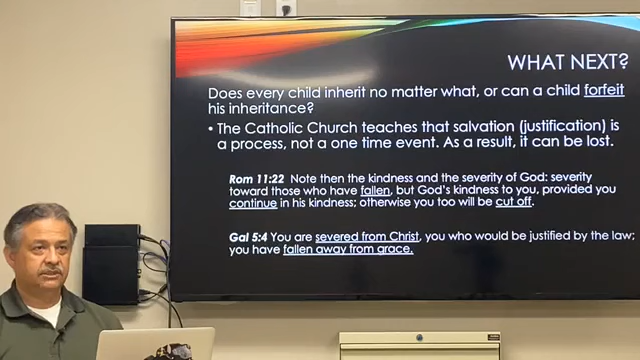 WHAT NEXT?
Does every child inherit no matter what, or can a child forfeit
his inheritance?
• The Catholic Church teaches that salvation (justification) is
a process, not a one time event. As a result, it can be lost.
Rom 11:22 Note then the kindness and the severity of God: severity
toward those who have fallen, but God's kindness to you, provided you
continue in his kindness; otherwise you too will be cut off.
Gal 5:4 You are severed from Christ, you who would be justified by the law;
you have fallen away from grace.